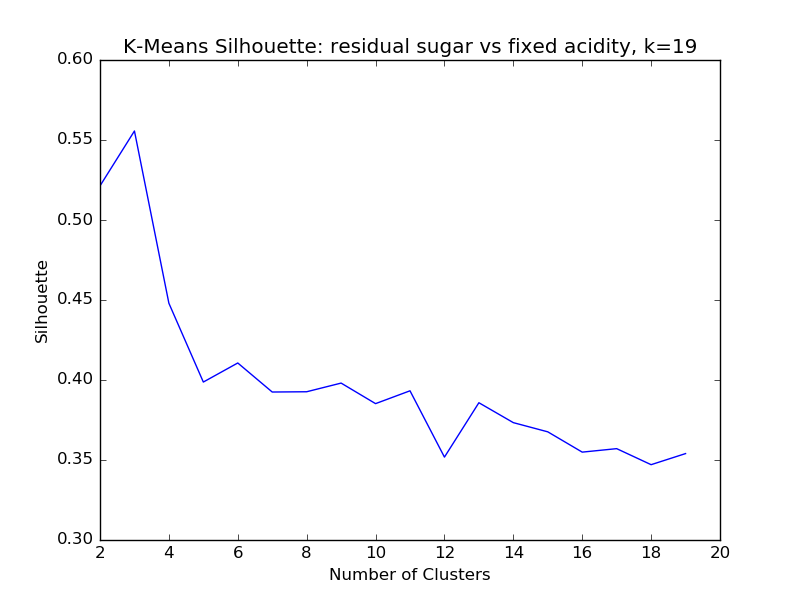 K-Means Silhouette: residual sugar vs fixed acidity, k=19
0.60
0.55
0.50
0.45
0.40
0.35
0.30
Silhouette
2 4 6 8 10 12 14 16 18 20
Number of Clusters